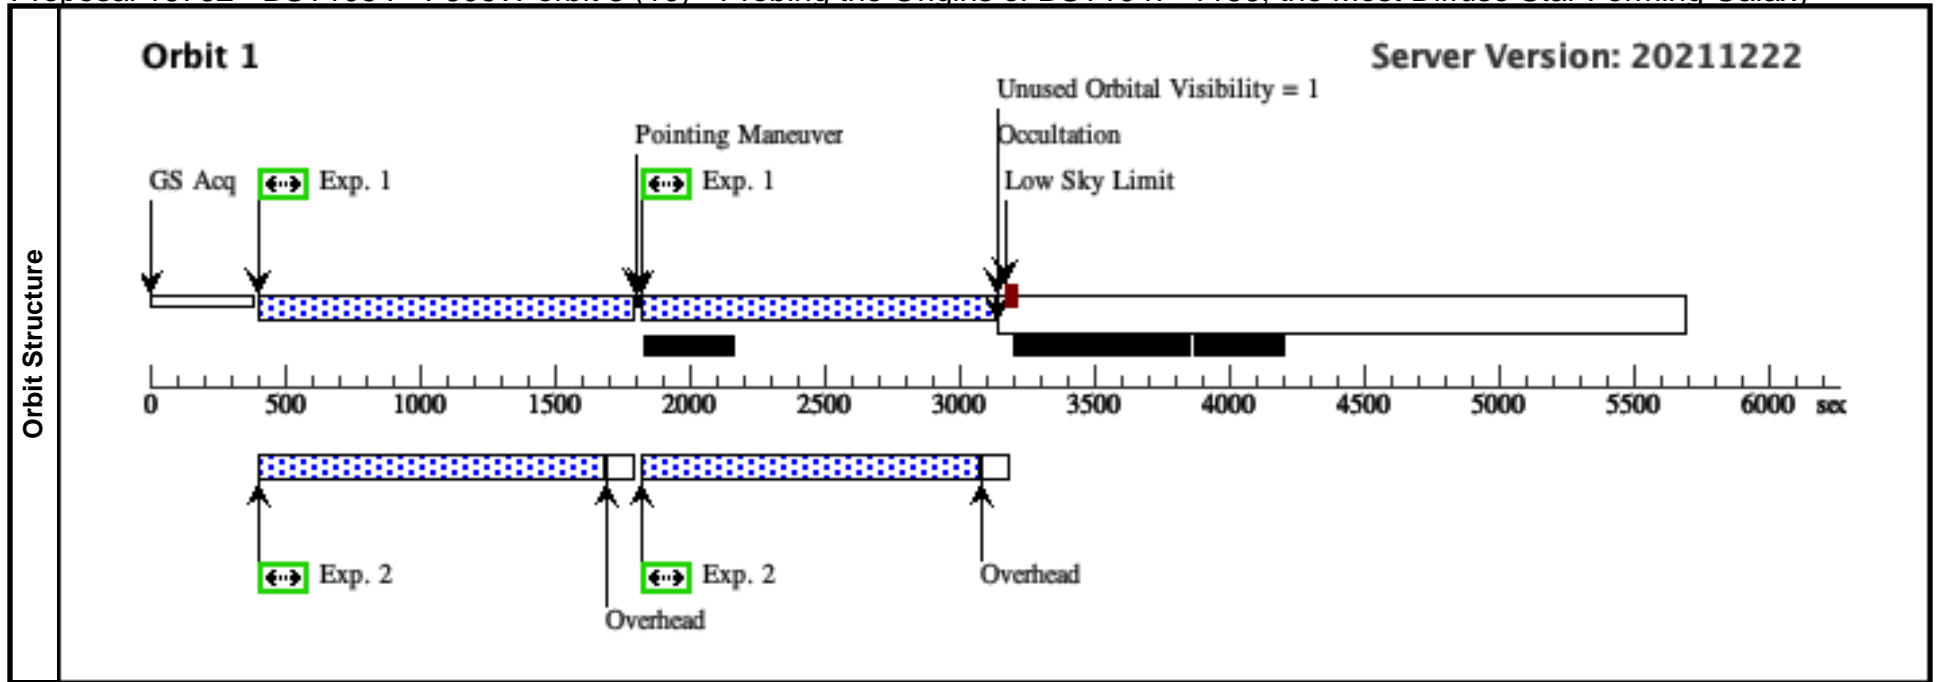 Orbit 1
Server Version: 20211222
Unused Orbital Visibility = 1
Pointing Maneuver
Occultation
GS Acq
Exp. 1
Exp. 1
Low Sky Limit
Orbit Structure
0 500 1000 1500 2000 2500 3000 3500 4000 4500 5000 5500 6000 sec
Exp. 2
Exp. 2
Overhead
Overhead